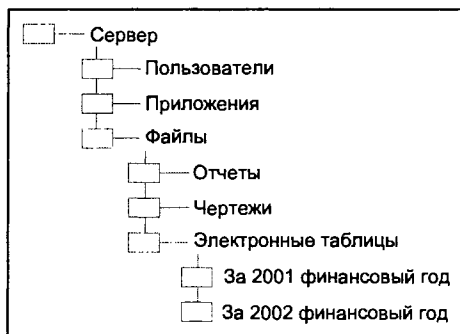 Сервер
Пользователи
Приложения
Файлы
Отчеты
Чертежи
Электронные таблицы
За 2001 финансовый год
За 2002 финансовый год